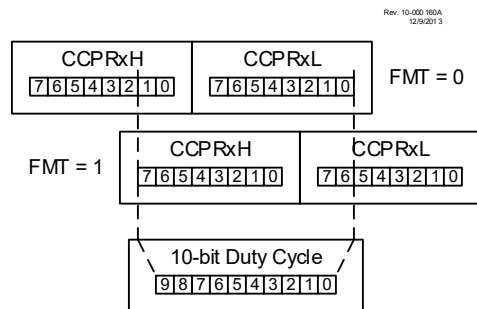 Rev. 10-000 160A
12/9/201 3
CCPRxH CCPRxL
7 6 5 4 3 2 1 0 7 6 5 4 3 2 1 0
FMT = 0
CCPRxH CCPRxL
FMT = 1
7 6 5 4 3 2 1 0 7 6 5 4 3 2 1 0
10-bit Duty Cycle
9 8 7 6 5 4 3 2 1 0